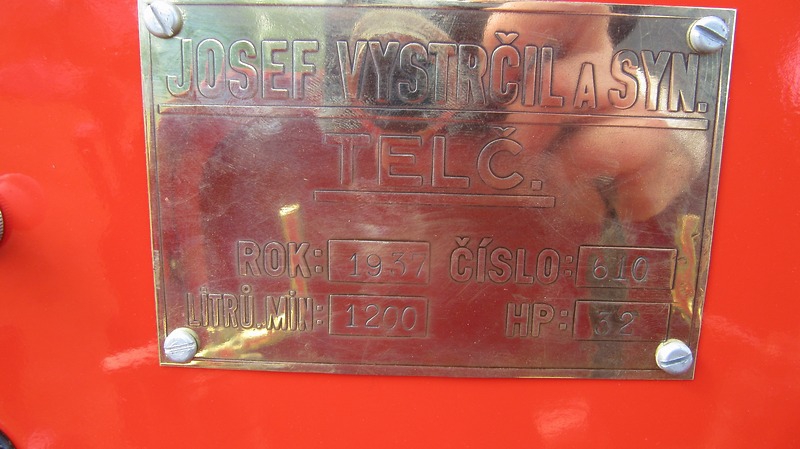 JOSEF VYSTRČIL A SYN.
TELČ.
ROK: 1937 ČÍSLO: 610
LITRŮ.MIN: 1200 HP: 32